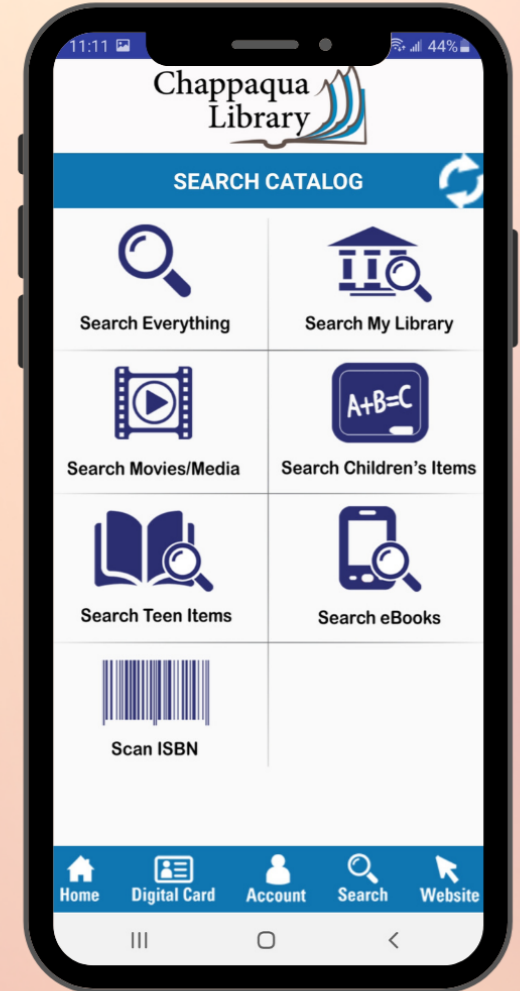 11:11 44%
Chappaqua
Library
SEARCH CATALOG
Search Everything
Search My Library
Search Movies/Media
A+B=C
Search Children's Items
Search Teen Items
Search eBooks
Scan ISBN
Home Digital Card Account Search Website